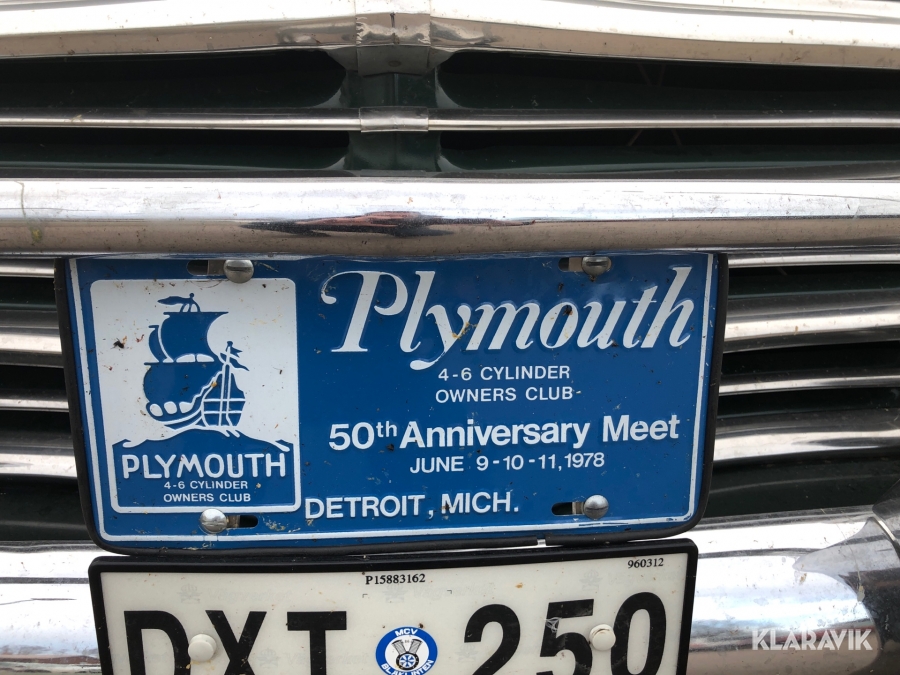 Plymouth
4-6 CYLINDER
OWNERS CLUB
50th Anniversary Meet
JUNE 9-10-11, 1978
DETROIT, MICH.
PLYMOUTH
4-6 CYLINDER
OWNERS CLUB
P15883162
960312
DXT 250
MCV
BLÅKLINTEN
KLARAVIK